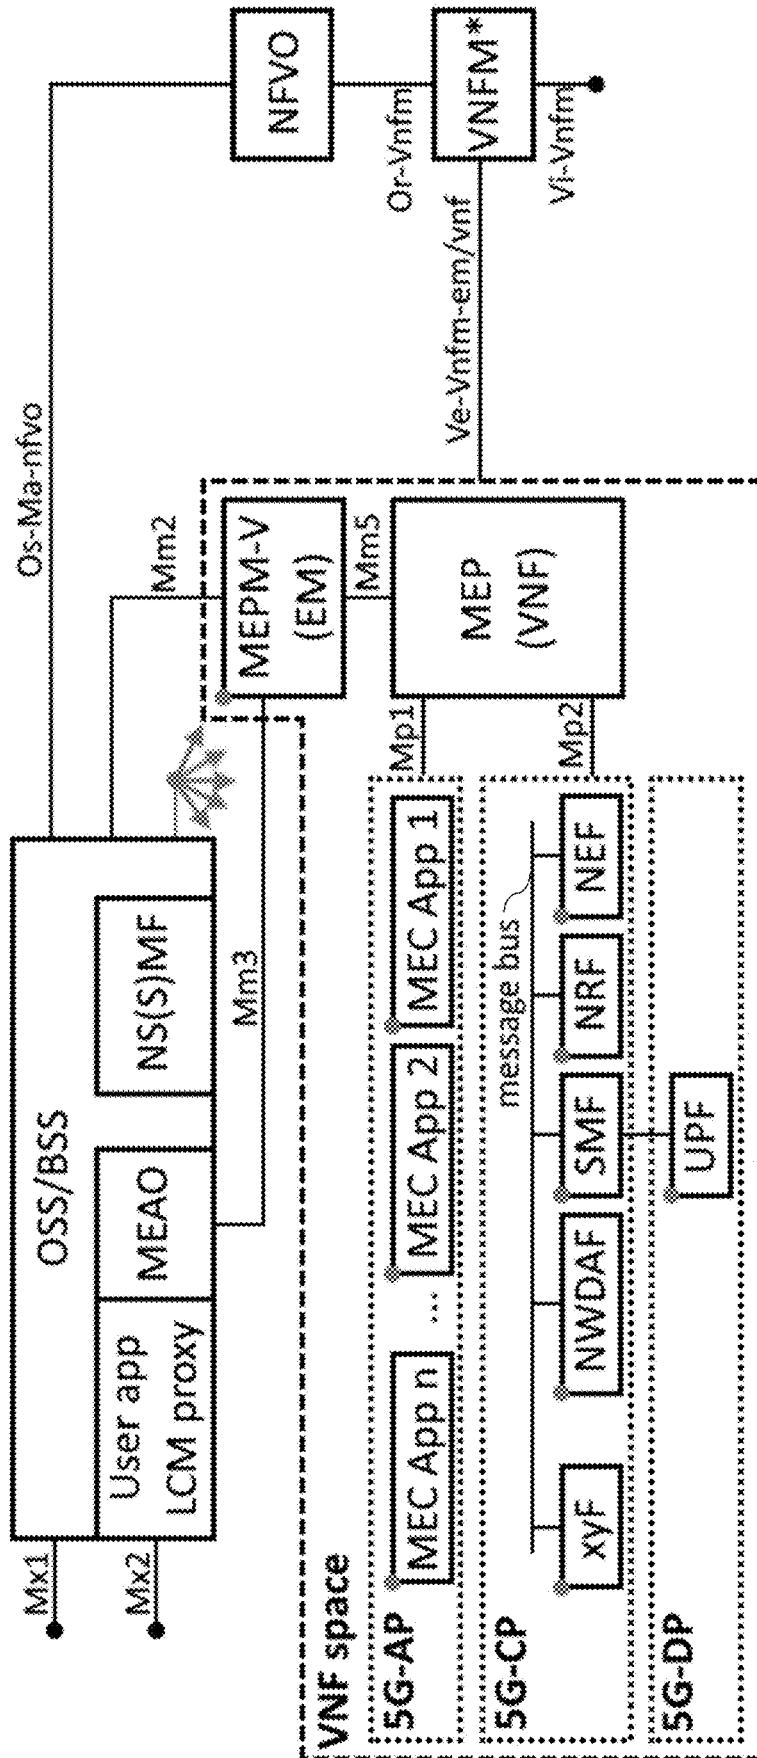 Mx1
Mx2
OSS/BSS
User app
LCM proxy
MEAO
NS(S)MF
Os-Ma-nfvo
NFVO
Or-Vnfm
VNFM*
Vi-Vnfm
Ve-Vnfm-em/vnf
Mm2
Mm3
MEPM-V
(EM)
Mm5
MEP
(VNF)
Mp1
Mp2
VNF space
5G-AP
MEC App n
...
MEC App 2
MEC App 1
5G-CP
message bus
xyF
NWDAF
SMF
NRF
NEF
5G-DP
UPF